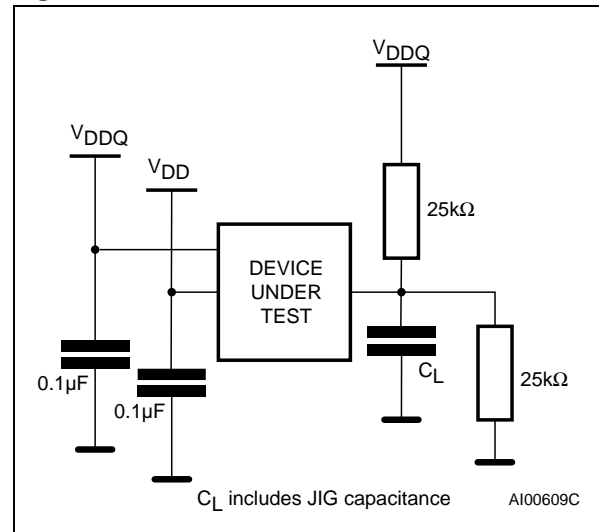 VDDQ
VDDQ
VDD
25kΩ
DEVICE
UNDER
TEST
0.1µF
0.1µF
CL
25kΩ
CL includes JIG capacitance
AI00609C